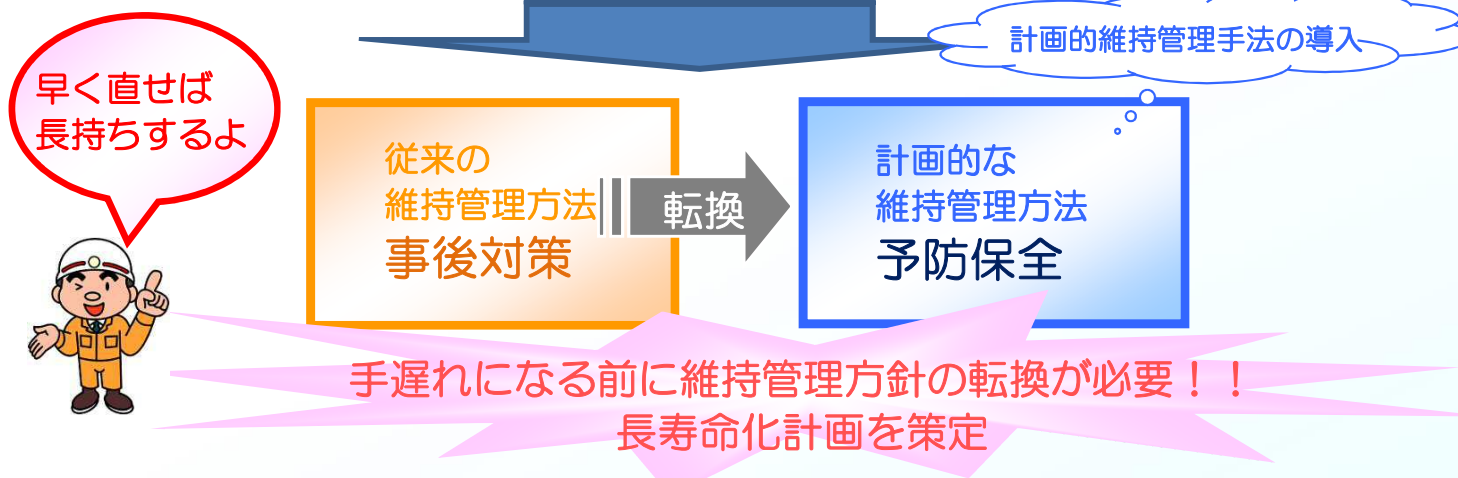 計画的維持管理手法の導入
早く直せば
長持ちするよ
従来の
維持管理方法
事後対策
転換
計画的な
維持管理方法
予防保全
手遅れになる前に維持管理方針の転換が必要！！
長寿命化計画を策定